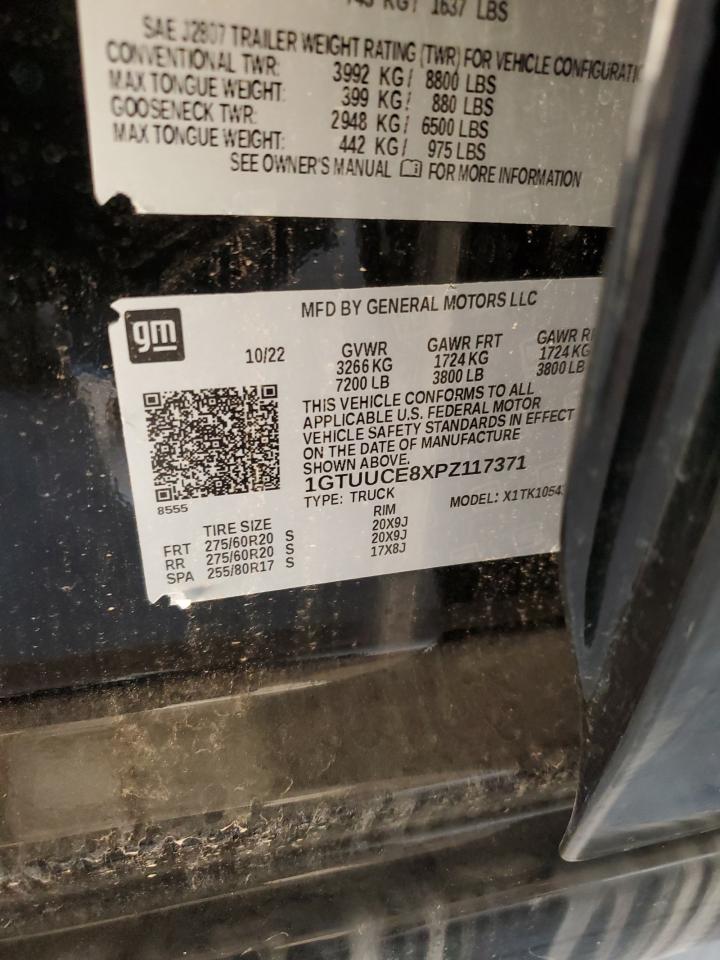 KG / 1637 LBS
SAE J2807 TRAILER WEIGHT RATING (TWR) FOR VEHICLE
CONVENTIONAL TWR: 3992 KG / 8800 LBS
MAX TONGUE WEIGHT: 399 KG / 880 LBS
GOOSENECK TWR: 2948 KG / 6500 LBS
MAX TONGUE WEIGHT: 442 KG / 975 LBS
SEE OWNER'S MANUAL FOR MORE INFORMATION
gm
MFD BY GENERAL MOTORS LLC
10/22 GVWR GAWR FRT GAWR
3266 KG 1724 KG 1724 KG
7200 LB 3800 LB 3800 LB
THIS VEHICLE CONFORMS TO ALL
APPLICABLE U.S. FEDERAL MOTOR
VEHICLE SAFETY STANDARDS IN EFFECT
ON THE DATE OF MANUFACTURE
SHOWN ABOVE.
1GTUUCE8XPZ117371
8555
TYPE: TRUCK MODEL:
TIRE SIZE RIM
FRT 275/60R20 S 20X9J
RR 275/60R20 S 20X9J
SPA 255/80R17 S 17X8J